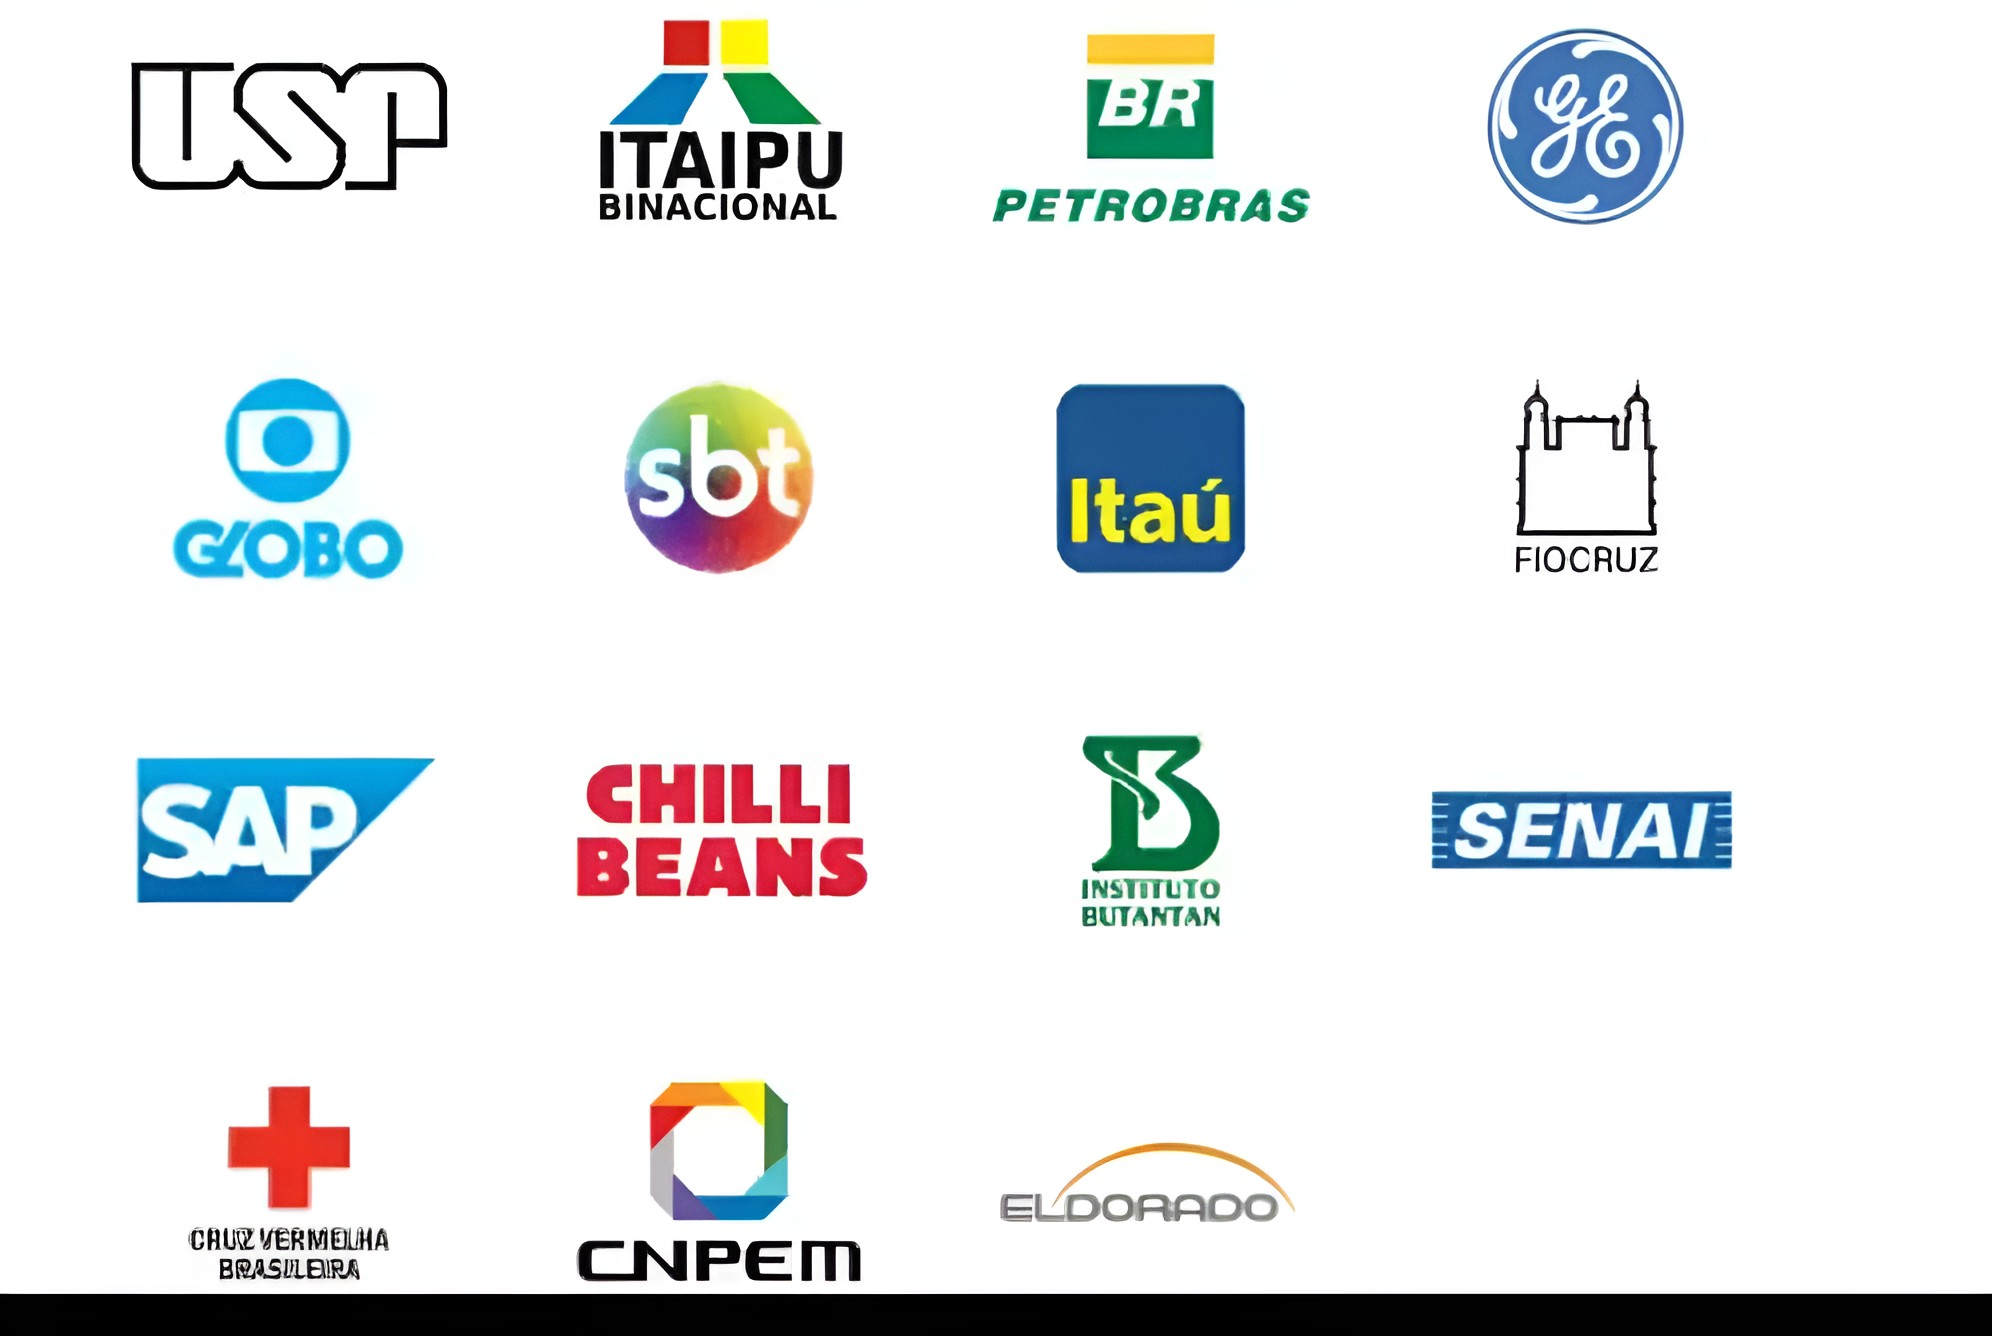 USP
ITAIPU
BINACIONAL
BR
PETROBRAS
GE
GLOBO
sbt
Itaú
FIOCRUZ
SAP
CHILLI
BEANS
INSTITUTO
BUTANTAN
SENAI
CRUZ VERMELHA
BRASILEIRA
CNPEM
ELDORADO